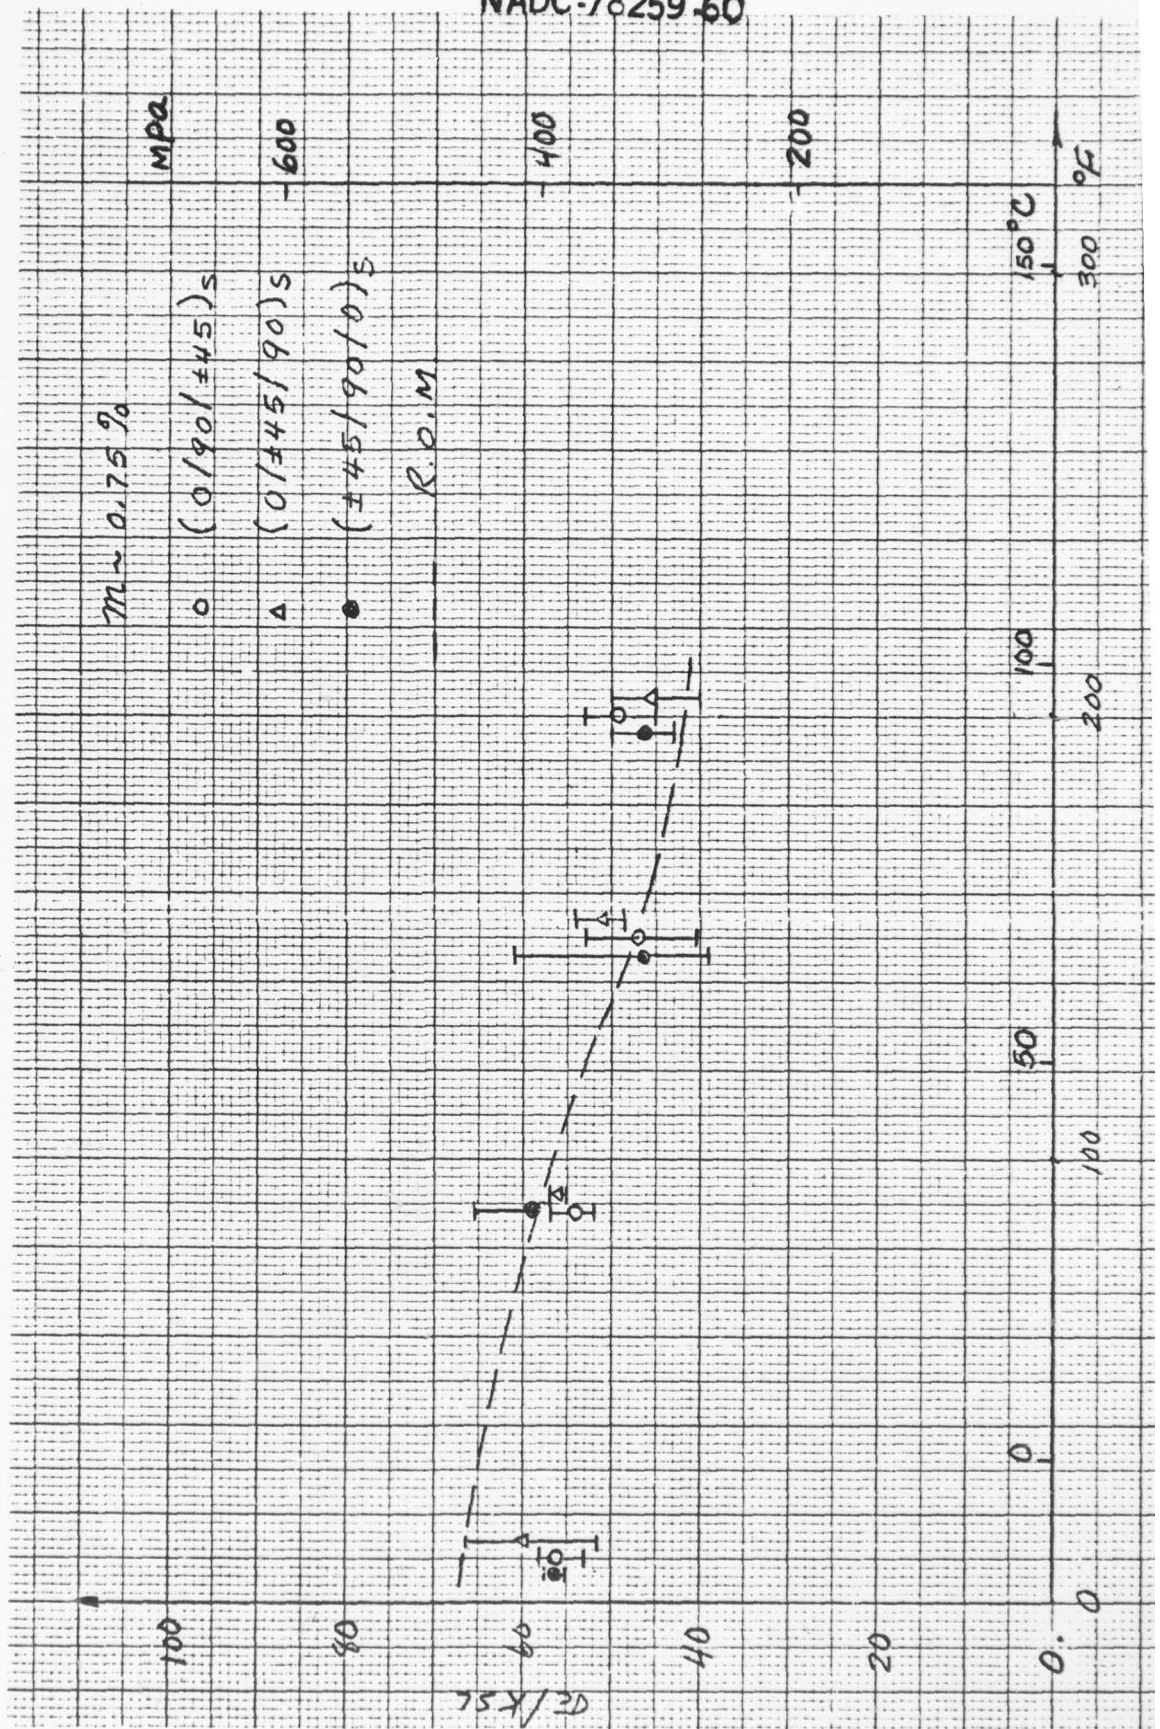 NADC-78259-60
m ~ 0.75 %
○ (0/90/±45)s
△ (0/±45/90)s
● (±45/90/0)s
— — R.O.M
MPa
600
400
200
100
80
60
40
20
0.
σc/KSI
0
50
100
150°C
0
100
200
300
°F